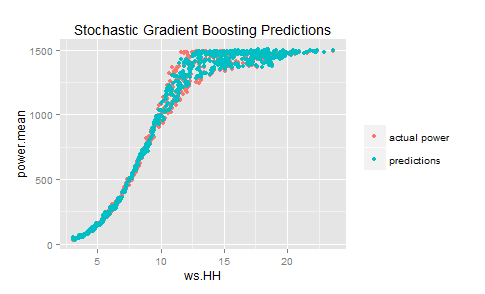 Stochastic Gradient Boosting Predictions
power.mean
1500
1000
500
0
5 10 15 20
ws.HH
actual power
predictions